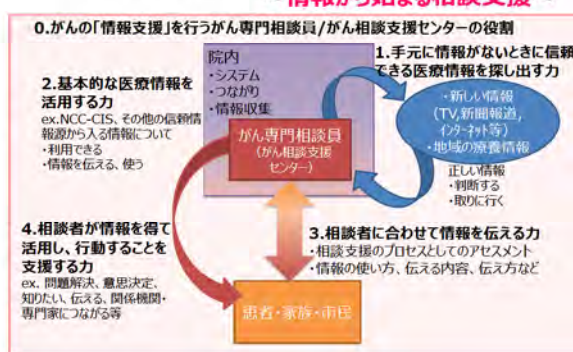 情報から始まる相談支援
0.がんの「情報支援」を行うがん専門相談員/がん相談支援センターの役割
院内
・システム
・つながり
・情報収集
がん専門相談員
(がん相談支援
センター)
1.手元に情報がないときに信頼
できる医療情報を探し出す力
・新しい情報
(TV,新聞報道,
インターネット等)
・地域の療養情報
正しい情報
・判断する
・取りに行く
2.基本的な医療情報を
活用する力
ex.NCC-CIS、その他の信頼情
報源から入る情報について
・利用できる
・情報を伝える、使う
3.相談者に合わせて情報を伝える力
・相談支援のプロセスとしてのアセスメント
・情報の使い方、伝える内容、伝え方など
4.相談者が情報を得て
活用し、行動することを
支援する力
ex. 問題解決、意思決定、
知りたい、伝える、関係機関・
専門家につながる等
患者・家族・市民